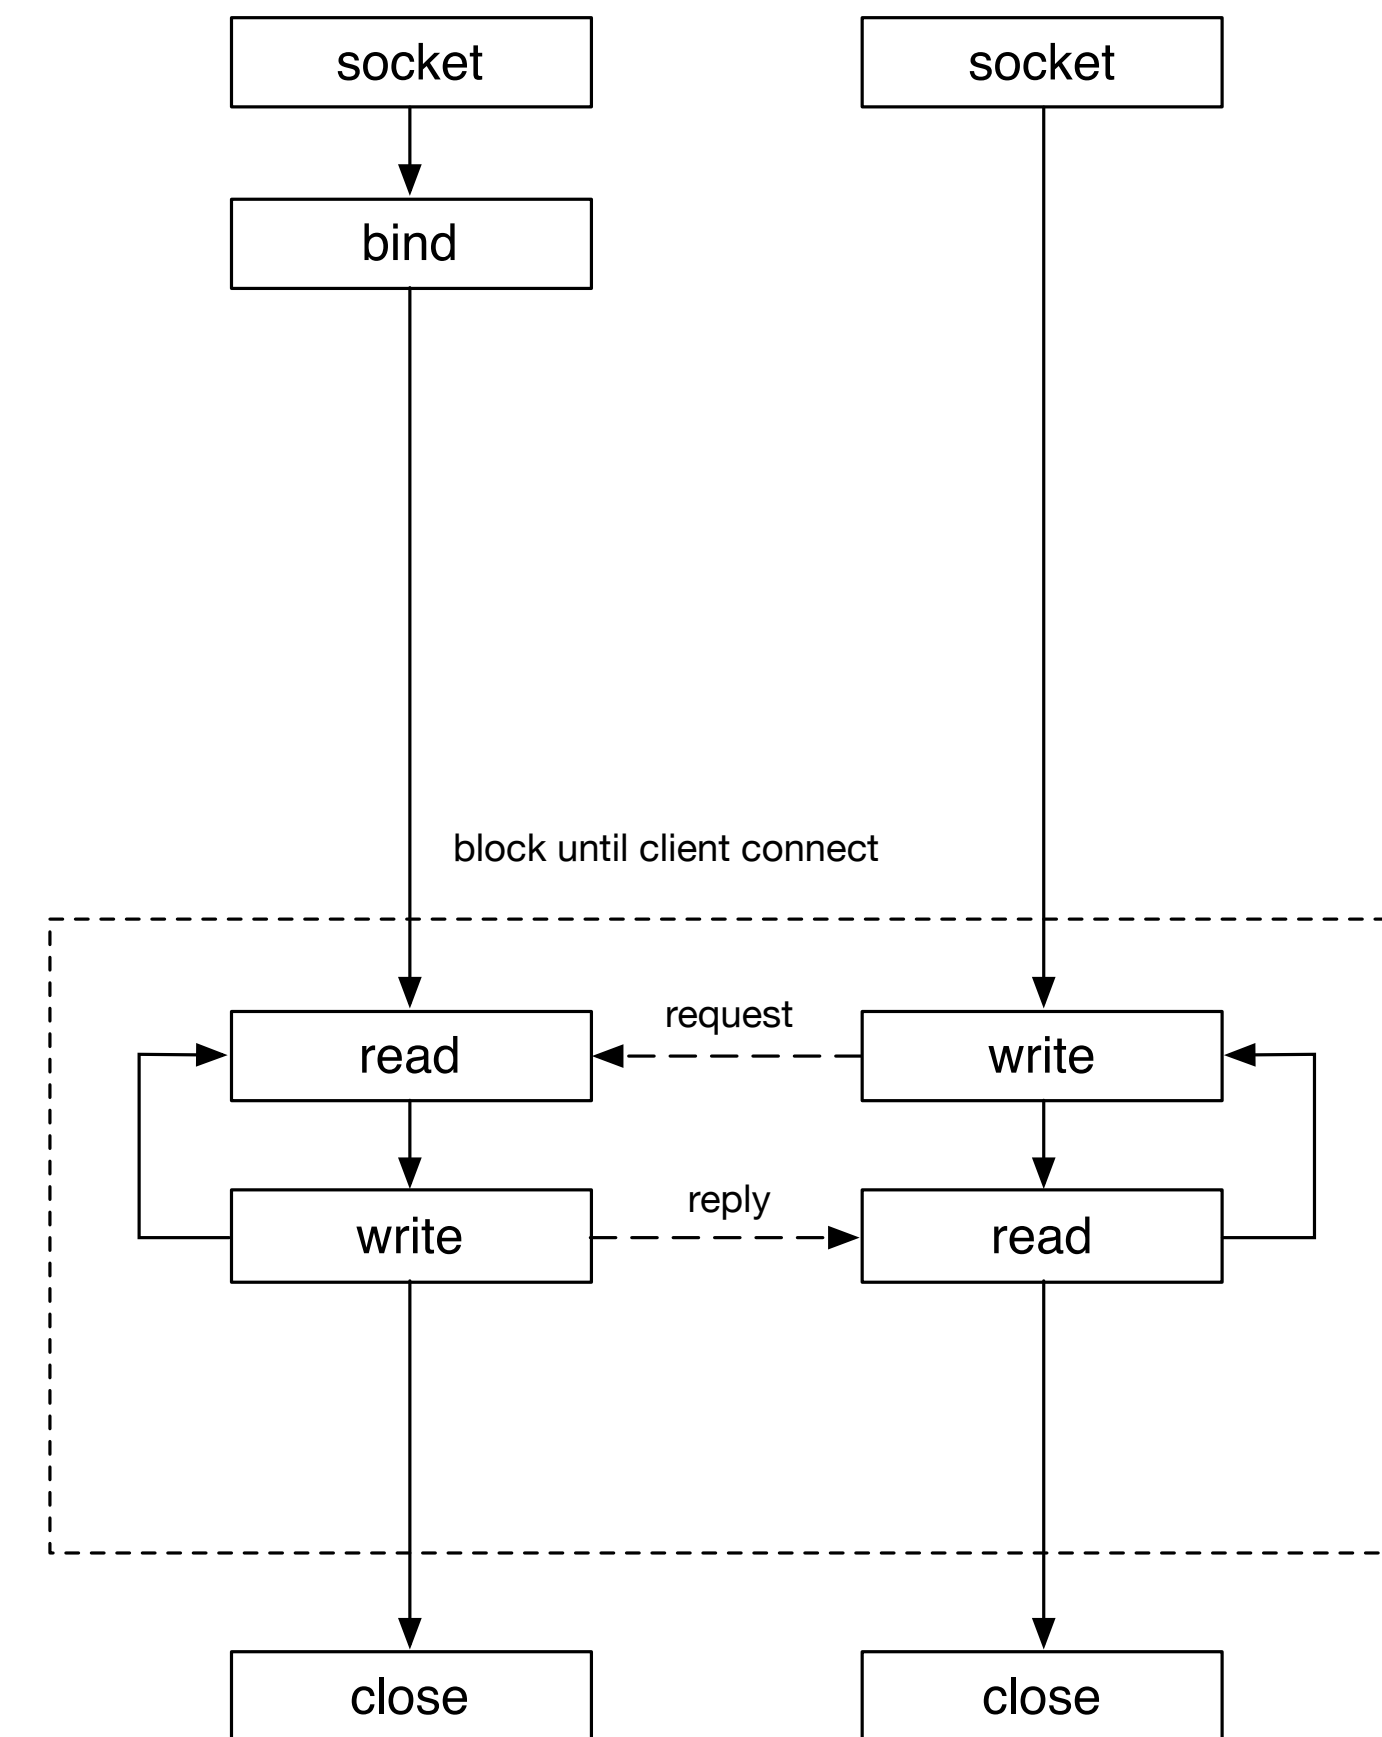 socket
socket
bind
block until client connect
request
read
write
reply
write
read
close
close